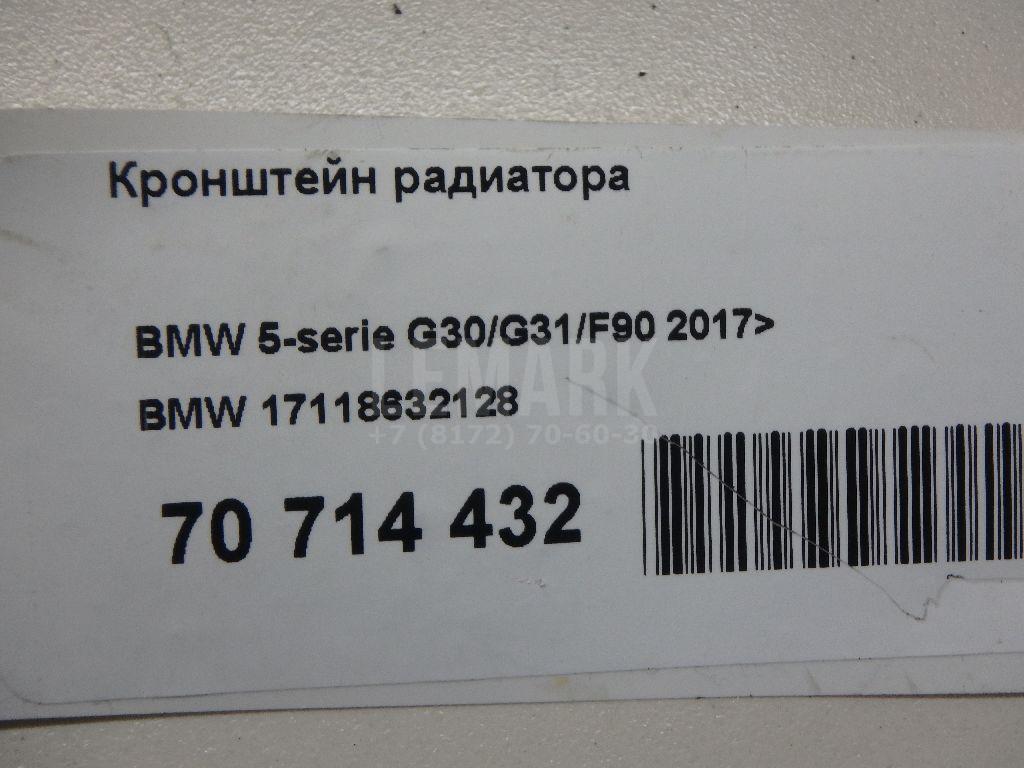 Кронштейн радиатора
BMW 5-serie G30/G31/F90 2017>
LEMARK
BMW 17118632128
+7 (8172) 70-60-30
70 714 432